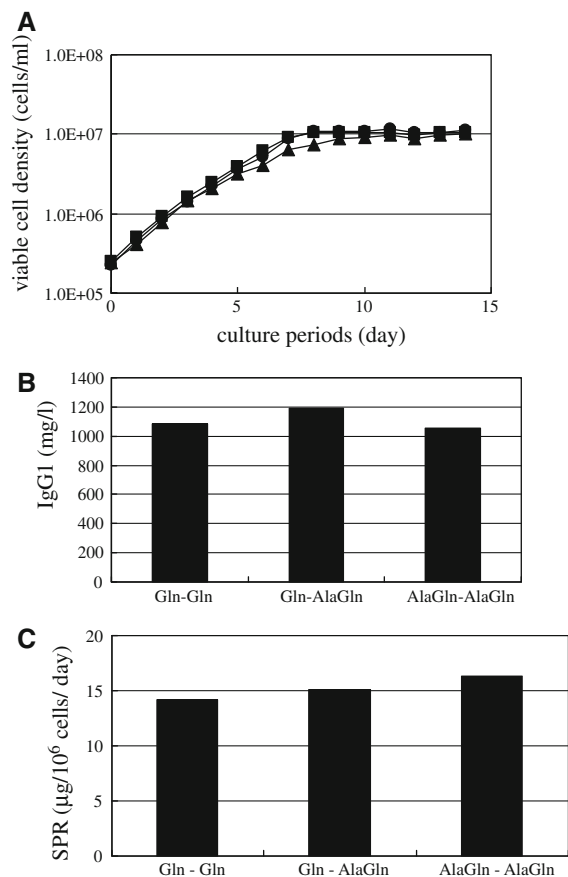 A
viable cell density (cells/ml)
1.0E+08
1.0E+07
1.0E+06
1.0E+05
0 5 10 15
culture periods (day)
B
IgG1 (mg/l)
1400
1200
1000
800
600
400
200
0
Gln-Gln Gln-AlaGln AlaGln-AlaGln
C
SPR (µg/10⁶ cells/ day)
20
15
10
5
0
Gln - Gln Gln - AlaGln AlaGln - AlaGln